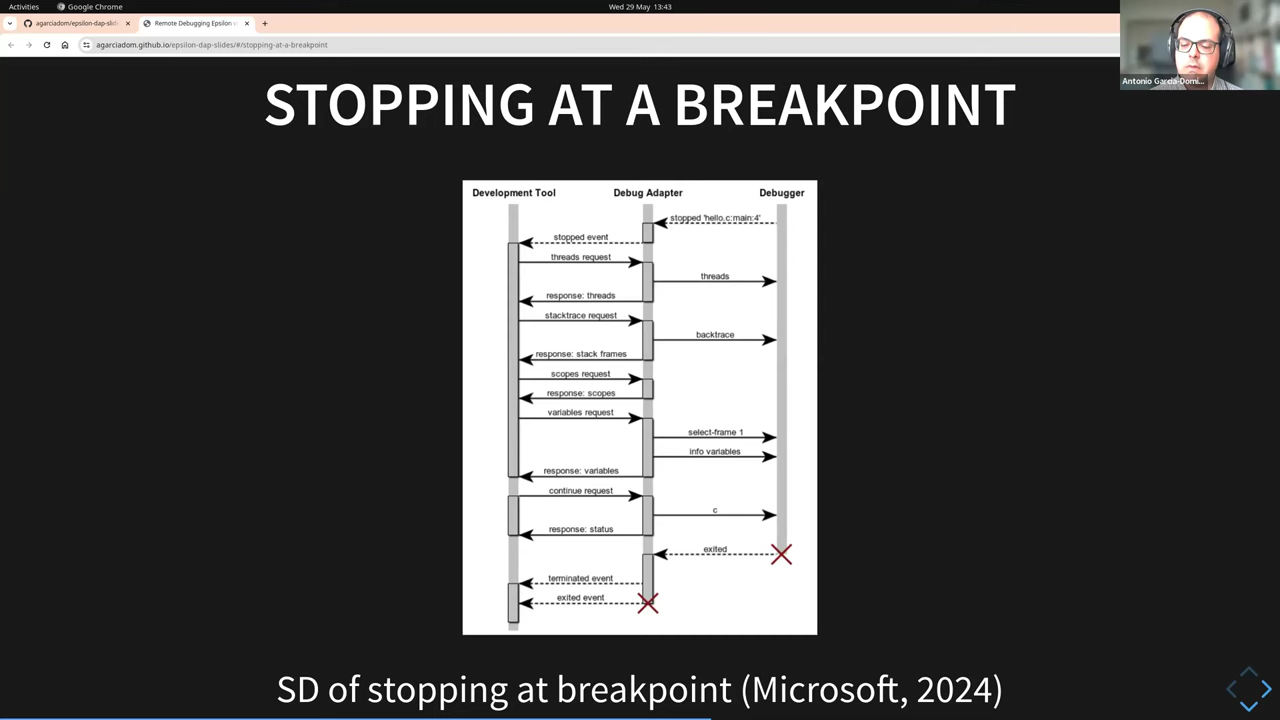 Activities
Google Chrome
Wed 29 May 13:43
agarciadom/epsilon-dap-slid
Remote Debugging Epsilon
agarciadom.github.io/epsilon-dap-slides/#/stopping-at-a-breakpoint
Antonio García-Domí...
STOPPING AT A BREAKPOINT
Development Tool
Debug Adapter
Debugger
stopped 'hello.c:main:4'
stopped event
threads request
threads
response: threads
stacktrace request
backtrace
response: stack frames
scopes request
response: scopes
variables request
select-frame 1
info variables
response: variables
continue request
c
response: status
exited
terminated event
exited event
SD of stopping at breakpoint (Microsoft, 2024)